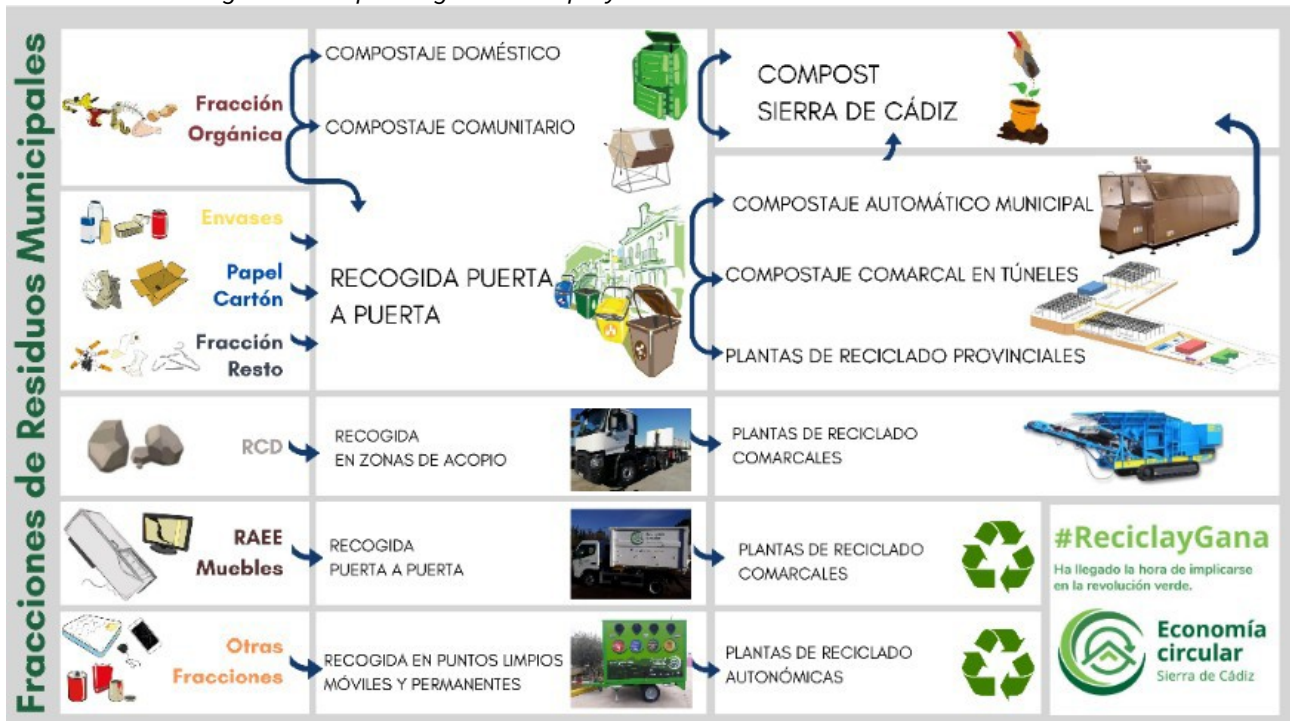 Fracciones de Residuos Municipales
Fracción
Orgánica
COMPOSTAJE DOMÉSTICO
COMPOSTAJE COMUNITARIO
COMPOST
SIERRA DE CÁDIZ
Envases
Papel
Cartón
Fracción
Resto
RECOGIDA PUERTA
A PUERTA
COMPOSTAJE AUTOMÁTICO MUNICIPAL
COMPOSTAJE COMARCAL EN TÚNELES
PLANTAS DE RECICLADO PROVINCIALES
RCD
RECOGIDA
EN ZONAS DE ACOPIO
PLANTAS DE RECICLADO
COMARCALES
RAEE
Muebles
RECOGIDA
PUERTA A PUERTA
PLANTAS DE RECICLADO
COMARCALES
Otras
Fracciones
RECOGIDA EN PUNTOS LIMPIOS
MÓVILES Y PERMANENTES
PLANTAS DE RECICLADO
AUTONÓMICAS
#ReciclayGana
Ha llegado la hora de implicarse
en la revolución verde.
Economía
circular
Sierra de Cádiz